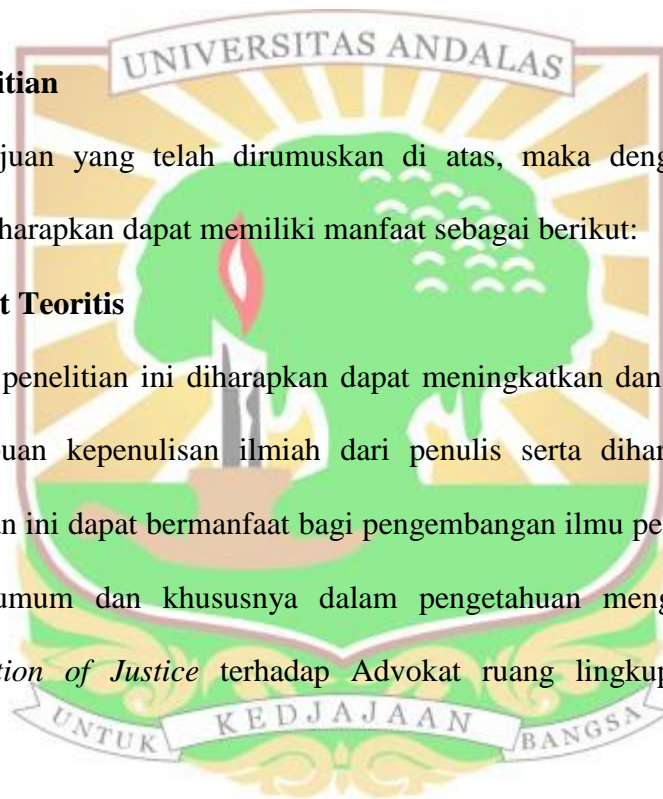 UNIVERSITAS ANDALAS
itian
juan yang telah dirumuskan di atas, maka deng
harapkan dapat memiliki manfaat sebagai berikut:
t Teoritis
penelitian ini diharapkan dapat meningkatkan dan
uan kepenulisan ilmiah dari penulis serta dihar
n ini dapat bermanfaat bagi pengembangan ilmu pe
umum dan khususnya dalam pengetahuan meng
tion of Justice terhadap Advokat ruang lingkup
UNTUK KEDJAJAAN BANGSA